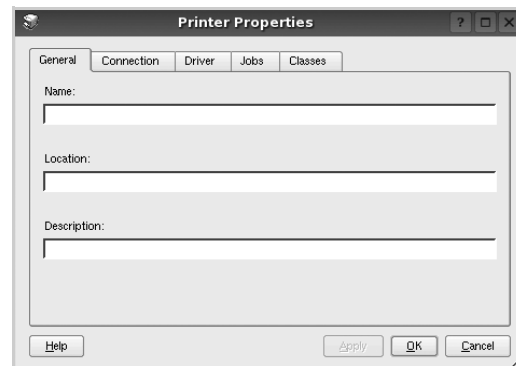 Printer Properties
General Connection Driver Jobs Classes
Name:
Location:
Description:
Help Apply OK Cancel